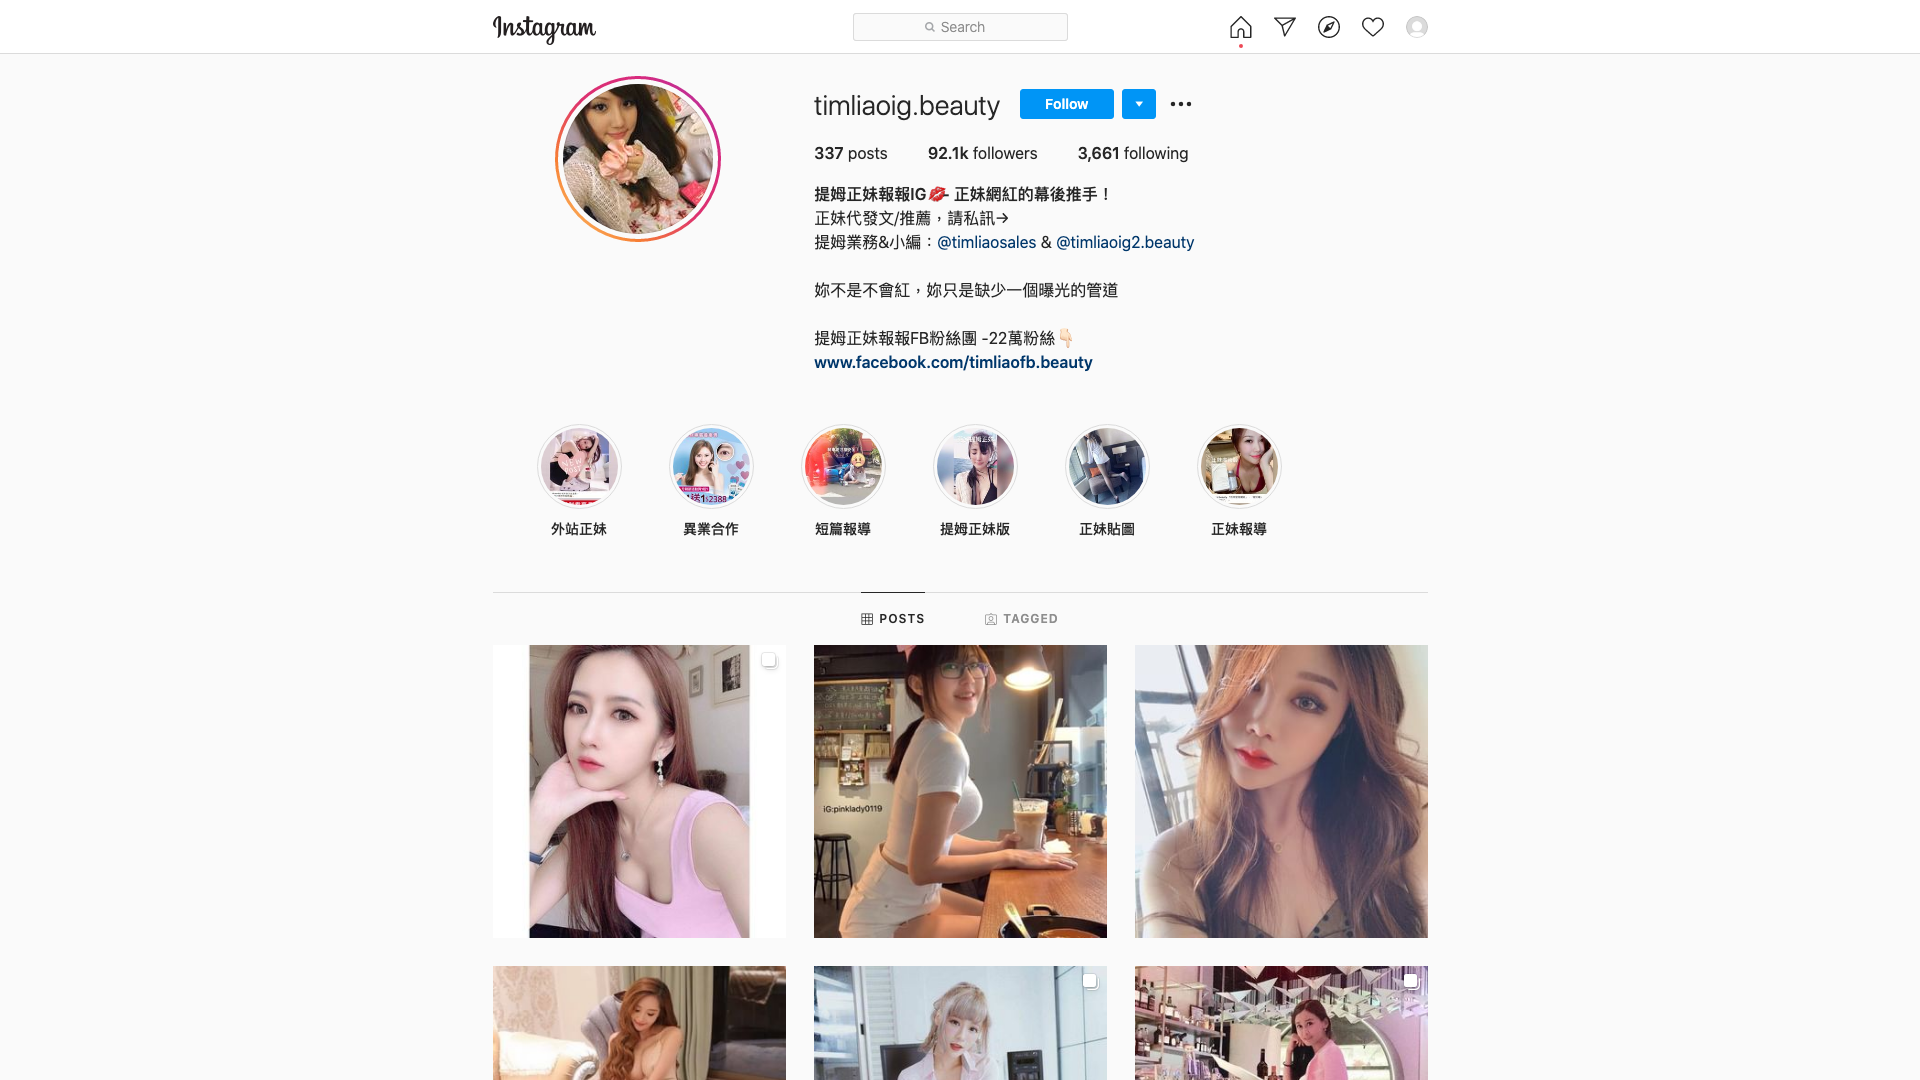 Instagram
Search
timliaoig.beauty
Follow
337 posts
92.1k followers
3,661 following
提姆正妹報報IG💋- 正妹網紅的幕後推手！
正妹代發文/推薦，請私訊→
提姆業務&小編：@timliaosales & @timliaoig2.beauty
妳不是不會紅，妳只是缺少一個曝光的管道
提姆正妹報報FB粉絲團 -22萬粉絲👇🏻
www.facebook.com/timliaofb.beauty
外站正妹
異業合作
短篇報導
提姆正妹版
正妹貼圖
正妹報導
POSTS
TAGGED
iG:pinklady0119